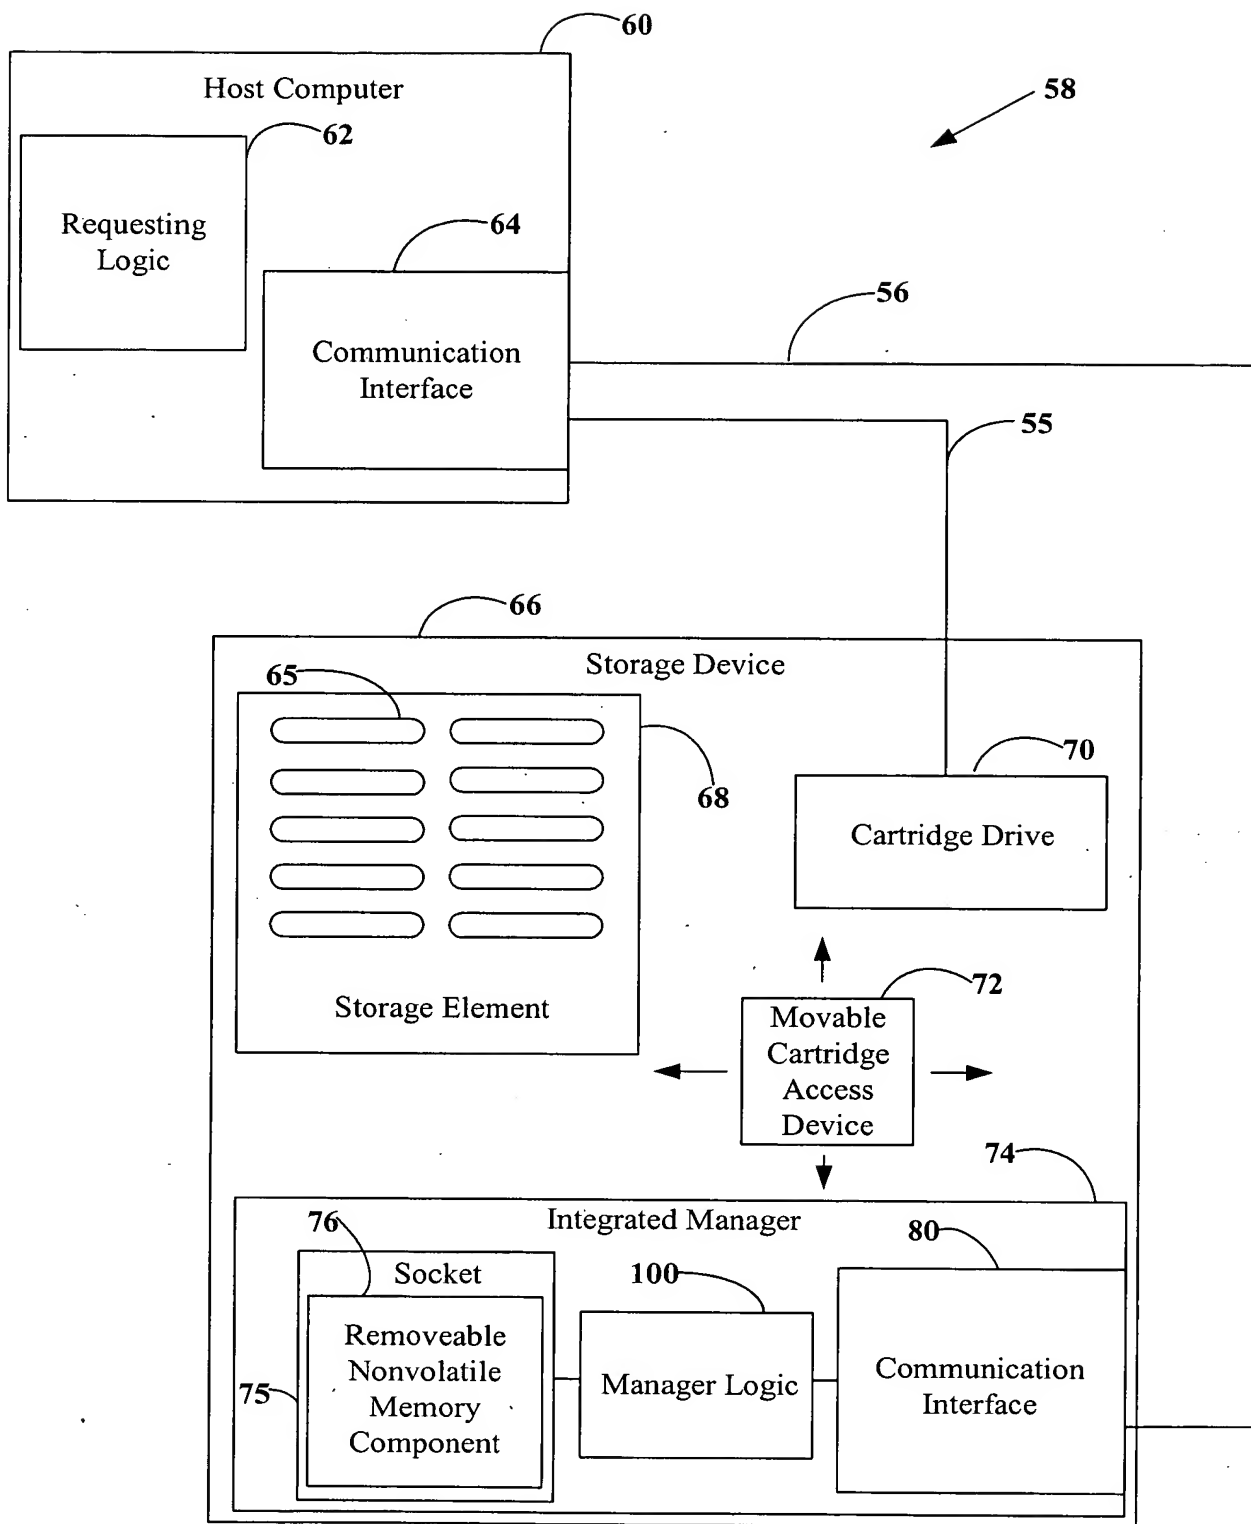 60
Host Computer
58
62
Requesting
Logic
64
56
Communication
Interface
55
66
Storage Device
65
70
68
Cartridge Drive
72
Storage Element
Movable
Cartridge
Access
Device
74
Integrated Manager
76
80
Socket
100
Removeable
Nonvolatile
Memory
Component
75
Manager Logic
Communication
Interface